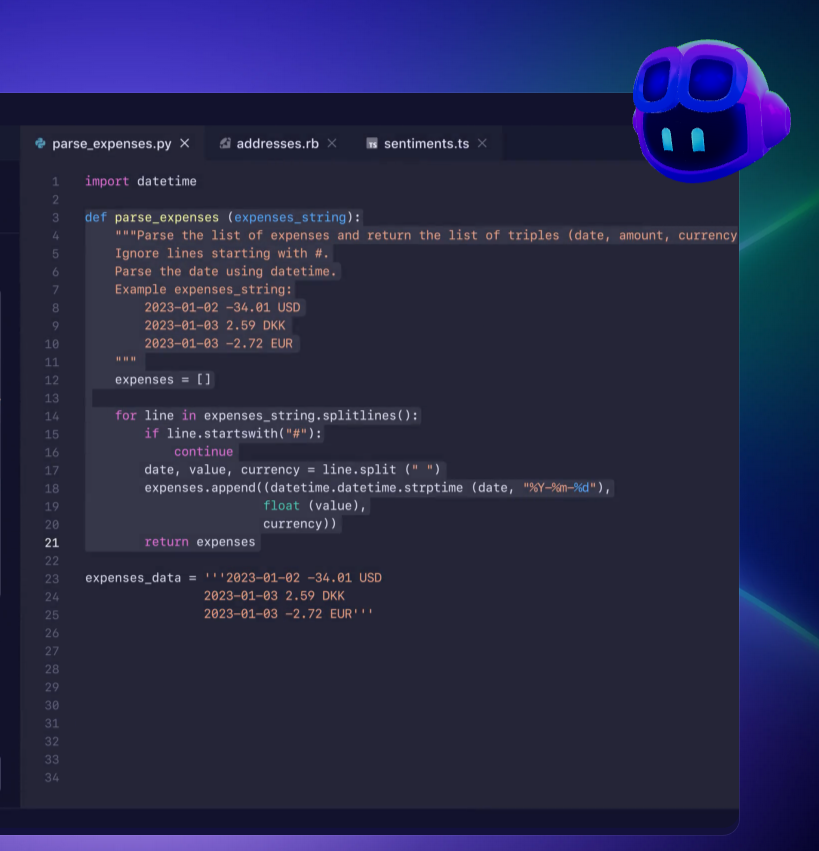 parse_expenses.py × addresses.rb × TS sentiments.ts ×
1 import datetime
2
3 def parse_expenses (expenses_string):
4     """Parse the list of expenses and return the list of triples (date, amount, currency
5     Ignore lines starting with #.
6     Parse the date using datetime.
7     Example expenses_string:
8         2023-01-02 -34.01 USD
9         2023-01-03 2.59 DKK
10         2023-01-03 -2.72 EUR
11     """
12     expenses = []
13
14     for line in expenses_string.splitlines():
15         if line.startswith("#"):
16             continue
17         date, value, currency = line.split (" ")
18         expenses.append((datetime.datetime.strptime (date, "%Y-%m-%d"),
19                         float (value),
20                         currency))
21         return expenses
22
23 expenses_data = '''2023-01-02 -34.01 USD
24                 2023-01-03 2.59 DKK
25                 2023-01-03 -2.72 EUR'''
26
27
28
29
30
31
32
33
34